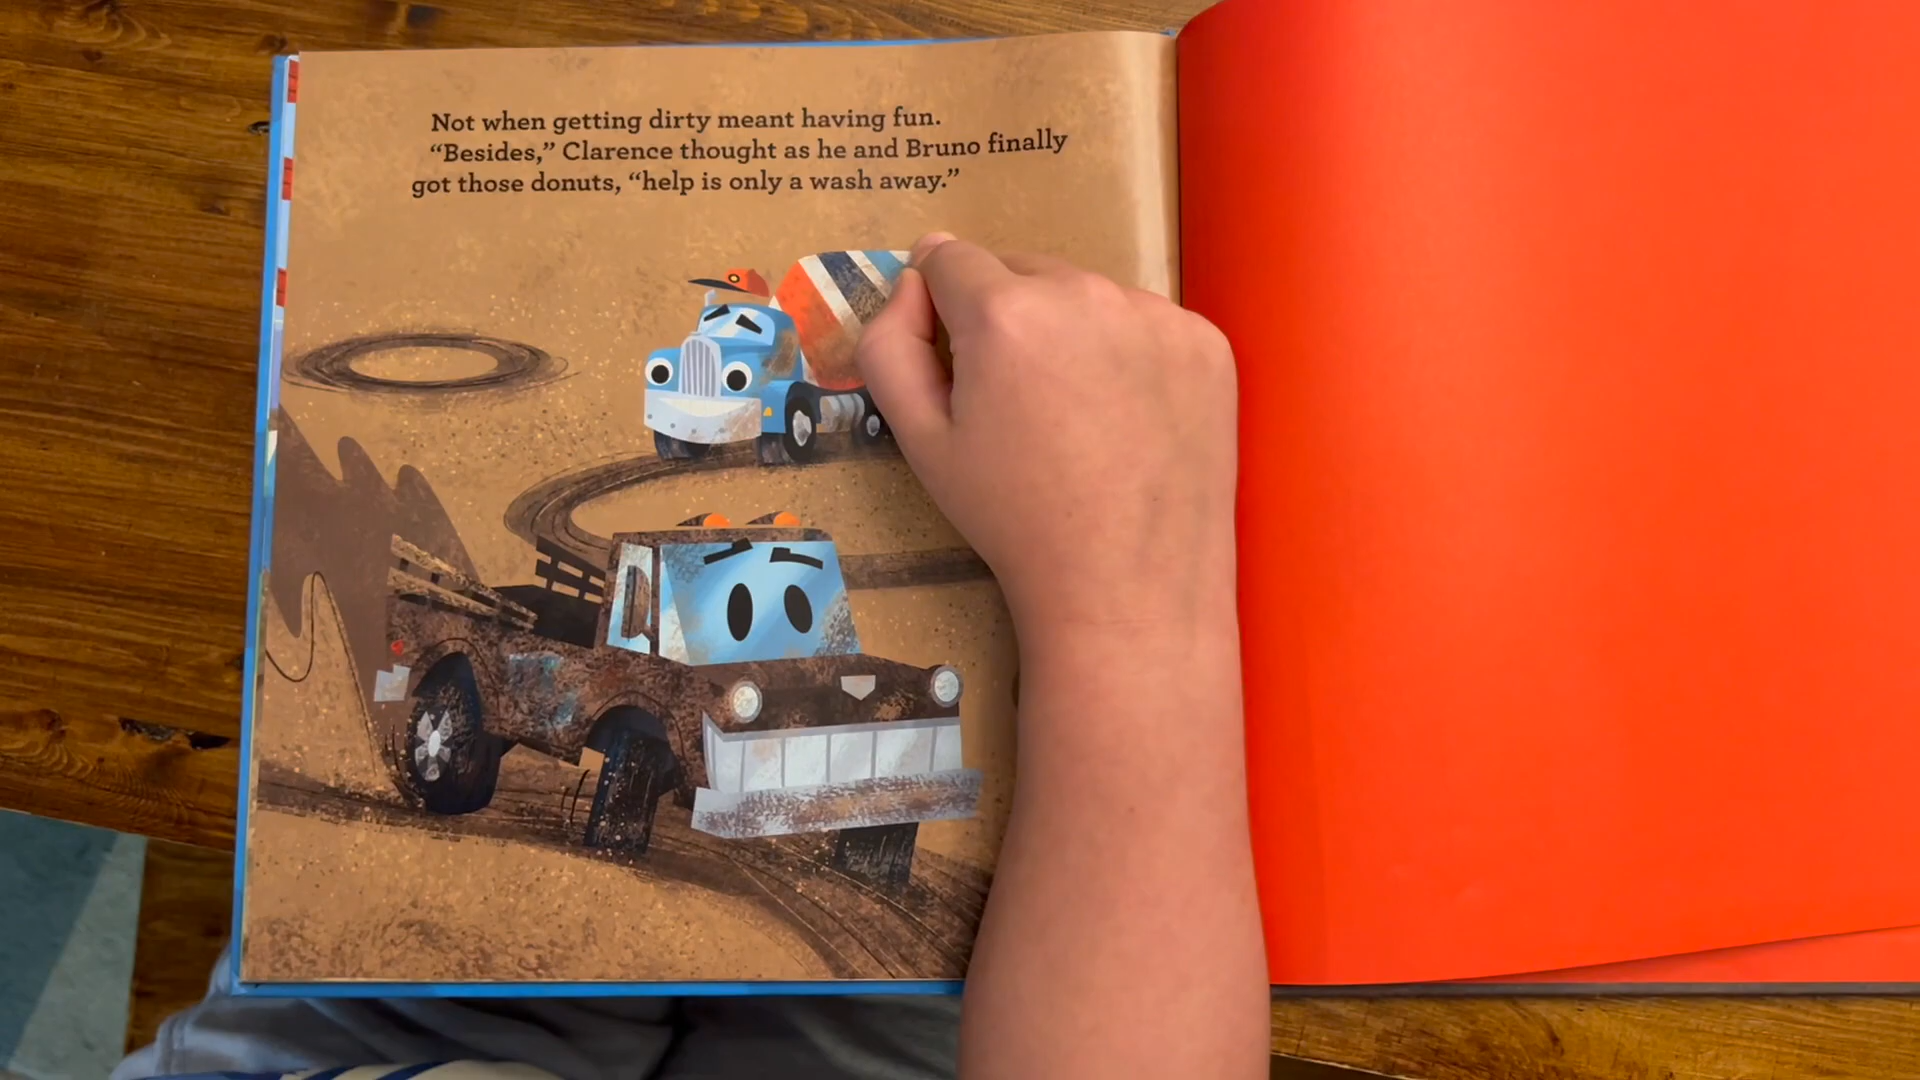 Not when getting dirty meant having fun.
“Besides,” Clarence thought as he and Bruno finally
got those donuts, “help is only a wash away.”